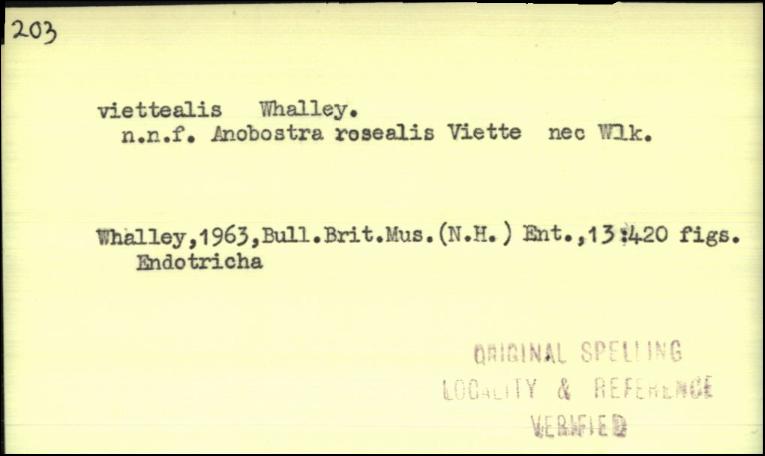 203
viettealis Whalley.
n.n.f. Anobostra rosealis Viette nec Wlk.
Whalley,1963,Bull.Brit.Mus.(N.H.) Ent.,13:420 figs.
Endotricha
ORIGINAL SPELLING
LOCALITY & REFERENCE
VERIFIED